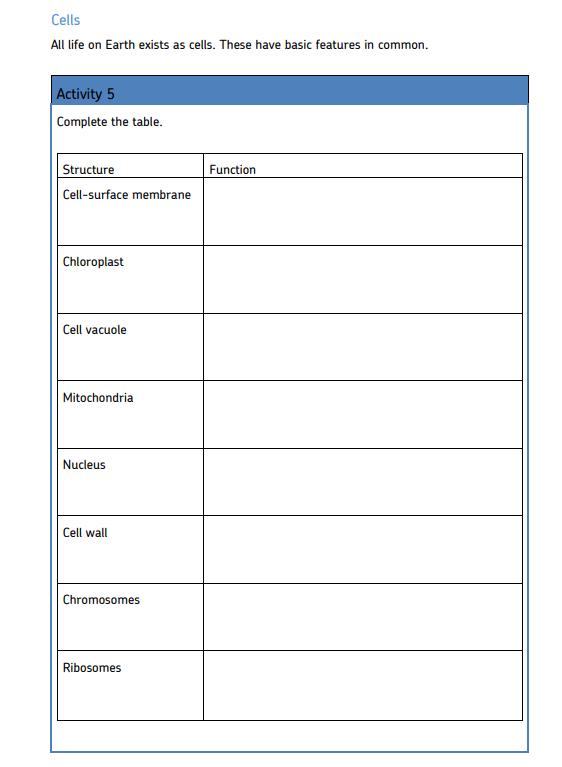 Cells
All life on Earth exists as cells. These have basic features in common.
Activity 5
Complete the table.
Structure Function
Cell-surface membrane
Chloroplast
Cell vacuole
Mitochondria
Nucleus
Cell wall
Chromosomes
Ribosomes